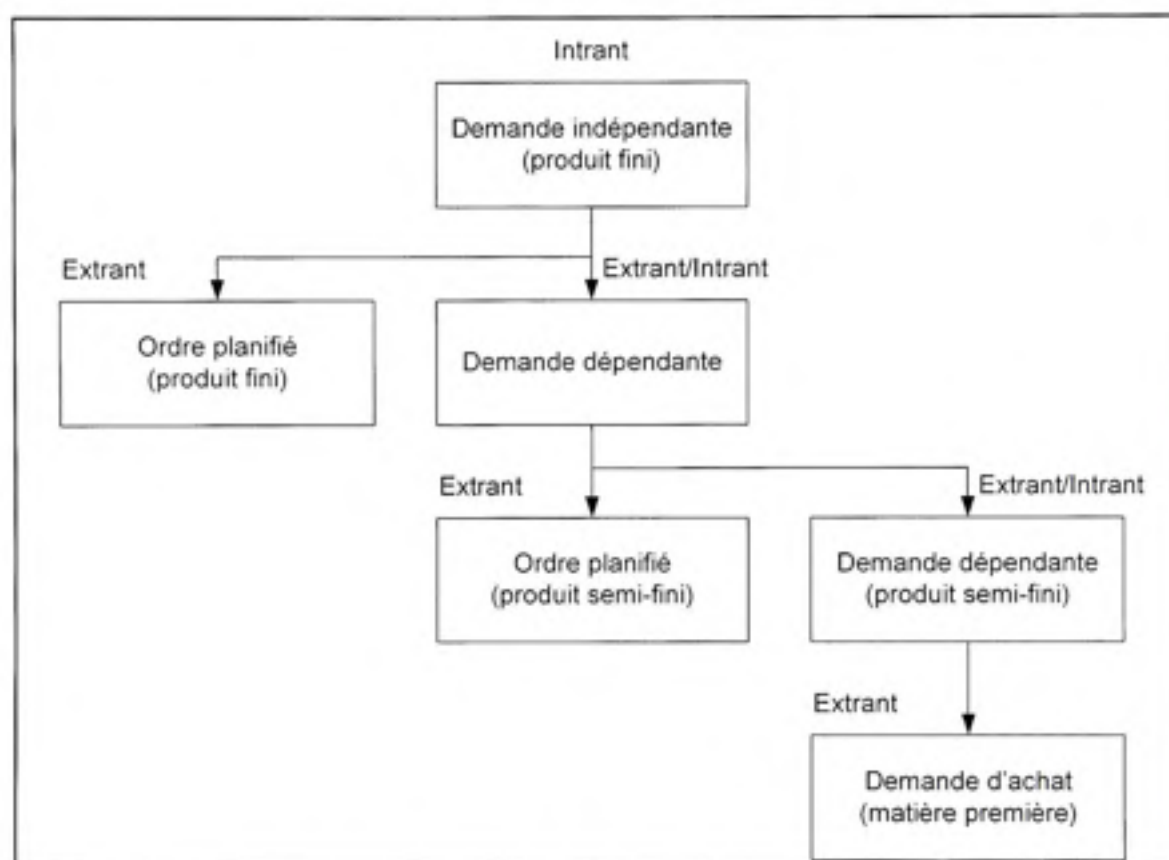 Intrant
Demande indépendante
(produit fini)
Extrant
Extrant/Intrant
Ordre planifié
(produit fini)
Demande dépendante
Extrant
Extrant/Intrant
Ordre planifié
(produit semi-fini)
Demande dépendante
(produit semi-fini)
Extrant
Demande d'achat
(matière première)